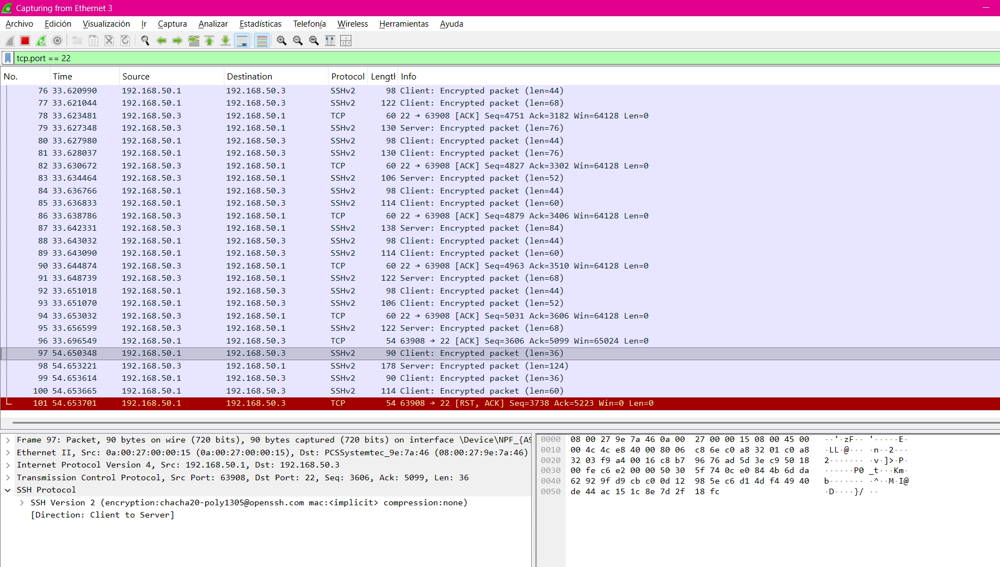 Capturing from Ethernet 3
Archivo Edición Visualización Ir Captura Analizar Estadísticas Telefonía Wireless Herramientas Ayuda
tcp.port == 22
No. Time Source Destination Protocol Length Info
76 33.620990 192.168.50.1 192.168.50.3 SSHv2 98 Client: Encrypted packet (len=44)
77 33.621044 192.168.50.1 192.168.50.3 SSHv2 122 Client: Encrypted packet (len=68)
78 33.623481 192.168.50.3 192.168.50.1 TCP 60 22 → 63908 [ACK] Seq=4751 Ack=3182 Win=64128 Len=0
79 33.627348 192.168.50.3 192.168.50.1 SSHv2 130 Server: Encrypted packet (len=76)
80 33.627980 192.168.50.1 192.168.50.3 SSHv2 98 Client: Encrypted packet (len=44)
81 33.628037 192.168.50.1 192.168.50.3 SSHv2 130 Client: Encrypted packet (len=76)
82 33.630672 192.168.50.3 192.168.50.1 TCP 60 22 → 63908 [ACK] Seq=4827 Ack=3302 Win=64128 Len=0
83 33.634464 192.168.50.3 192.168.50.1 SSHv2 106 Server: Encrypted packet (len=52)
84 33.636766 192.168.50.1 192.168.50.3 SSHv2 98 Client: Encrypted packet (len=44)
85 33.636833 192.168.50.1 192.168.50.3 SSHv2 114 Client: Encrypted packet (len=60)
86 33.638786 192.168.50.3 192.168.50.1 TCP 60 22 → 63908 [ACK] Seq=4879 Ack=3406 Win=64128 Len=0
87 33.642331 192.168.50.3 192.168.50.1 SSHv2 138 Server: Encrypted packet (len=84)
88 33.643032 192.168.50.1 192.168.50.3 SSHv2 98 Client: Encrypted packet (len=44)
89 33.643090 192.168.50.1 192.168.50.3 SSHv2 114 Client: Encrypted packet (len=60)
90 33.644874 192.168.50.3 192.168.50.1 TCP 60 22 → 63908 [ACK] Seq=4963 Ack=3510 Win=64128 Len=0
91 33.648739 192.168.50.3 192.168.50.1 SSHv2 122 Server: Encrypted packet (len=68)
92 33.651018 192.168.50.1 192.168.50.3 SSHv2 98 Client: Encrypted packet (len=44)
93 33.651070 192.168.50.1 192.168.50.3 SSHv2 106 Client: Encrypted packet (len=52)
94 33.653032 192.168.50.3 192.168.50.1 TCP 60 22 → 63908 [ACK] Seq=5031 Ack=3606 Win=64128 Len=0
95 33.656599 192.168.50.3 192.168.50.1 SSHv2 122 Server: Encrypted packet (len=68)
96 33.696549 192.168.50.1 192.168.50.3 TCP 54 63908 → 22 [ACK] Seq=3606 Ack=5099 Win=65024 Len=0
97 54.650348 192.168.50.1 192.168.50.3 SSHv2 90 Client: Encrypted packet (len=36)
98 54.653221 192.168.50.3 192.168.50.1 SSHv2 178 Server: Encrypted packet (len=124)
99 54.653614 192.168.50.1 192.168.50.3 SSHv2 90 Client: Encrypted packet (len=36)
100 54.653665 192.168.50.1 192.168.50.3 SSHv2 114 Client: Encrypted packet (len=60)
101 54.653701 192.168.50.1 192.168.50.3 TCP 54 63908 → 22 [RST, ACK] Seq=3738 Ack=5223 Win=0 Len=0
Frame 97: Packet, 90 bytes on wire (720 bits), 90 bytes captured (720 bits) on interface \Device\NPF_{A9
Ethernet II, Src: 0a:00:27:00:00:15 (0a:00:27:00:00:15), Dst: PCSSystemtec_9e:7a:46 (08:00:27:9e:7a:46)
Internet Protocol Version 4, Src: 192.168.50.1, Dst: 192.168.50.3
Transmission Control Protocol, Src Port: 63908, Dst Port: 22, Seq: 3606, Ack: 5099, Len: 36
SSH Protocol
SSH Version 2 (encryption:chacha20-poly1305@openssh.com mac:<implicit> compression:none)
[Direction: Client to Server]
0000 08 00 27 9e 7a 46 0a 00 27 00 00 15 08 00 45 00 ··'·zF·· '·····E·
0010 00 4c 4c e8 40 00 80 06 c8 6e c0 a8 32 01 c0 a8 ·LL·@··· ·n··2···
0020 32 03 f9 a4 00 16 c8 b7 96 76 ad 5d 3e c9 50 18 2······· ·v·]>·P·
0030 00 fe c6 e2 00 00 50 30 5f 74 0c e0 84 4b 6d da ······P0 _t···Km·
0040 62 92 9f d9 cb c0 0d 12 98 5e c6 d1 4d f4 49 40 b······· ·^··M·I@
0050 de 44 ac 15 1c 8e 7d 2f 18 fc ·D····}/ ··